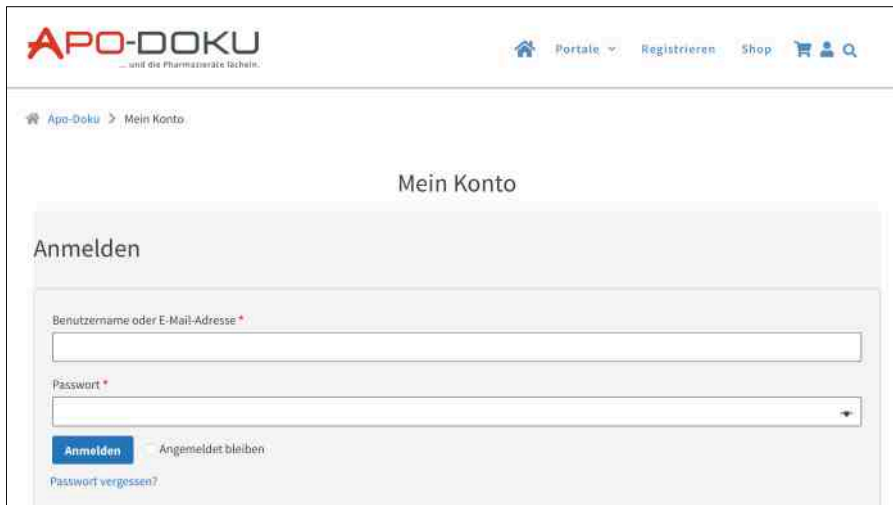 APO-DOKU
... und die Pharmazieräte lächeln.
Portale
Registrieren
Shop
Apo-Doku > Mein Konto
Mein Konto
Anmelden
Benutzername oder E-Mail-Adresse *
Passwort *
Anmelden
Angemeldet bleiben
Passwort vergessen?